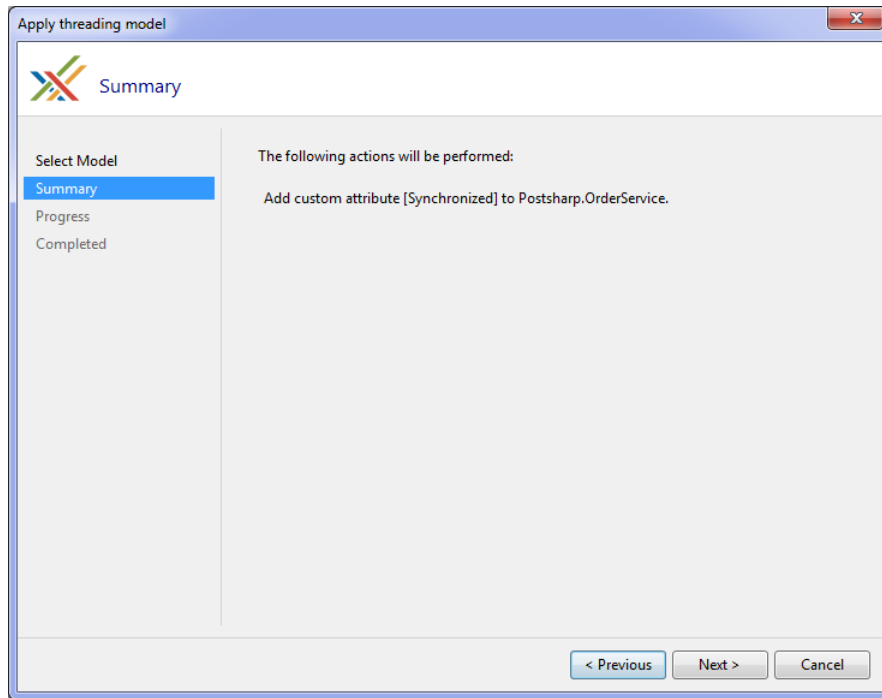 Apply threading model
Summary
Select Model
Summary
Progress
Completed
The following actions will be performed:
Add custom attribute [Synchronized] to Postsharp.OrderService.
< Previous
Next >
Cancel